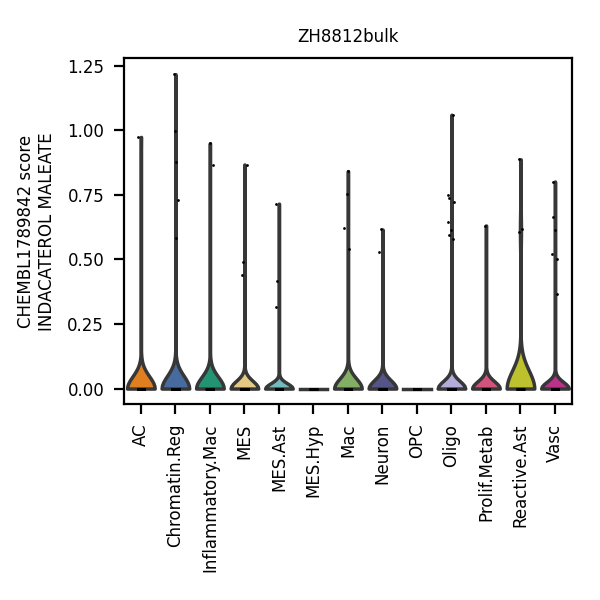 ZH8812bulk
CHEMBL1789842 score
INDACATEROL MALEATE
1.25
1.00
0.75
0.50
0.25
0.00
AC
Chromatin.Reg
Inflammatory.Mac
MES
MES.Ast
MES.Hyp
Mac
Neuron
OPC
Oligo
Prolif.Metab
Reactive.Ast
Vasc